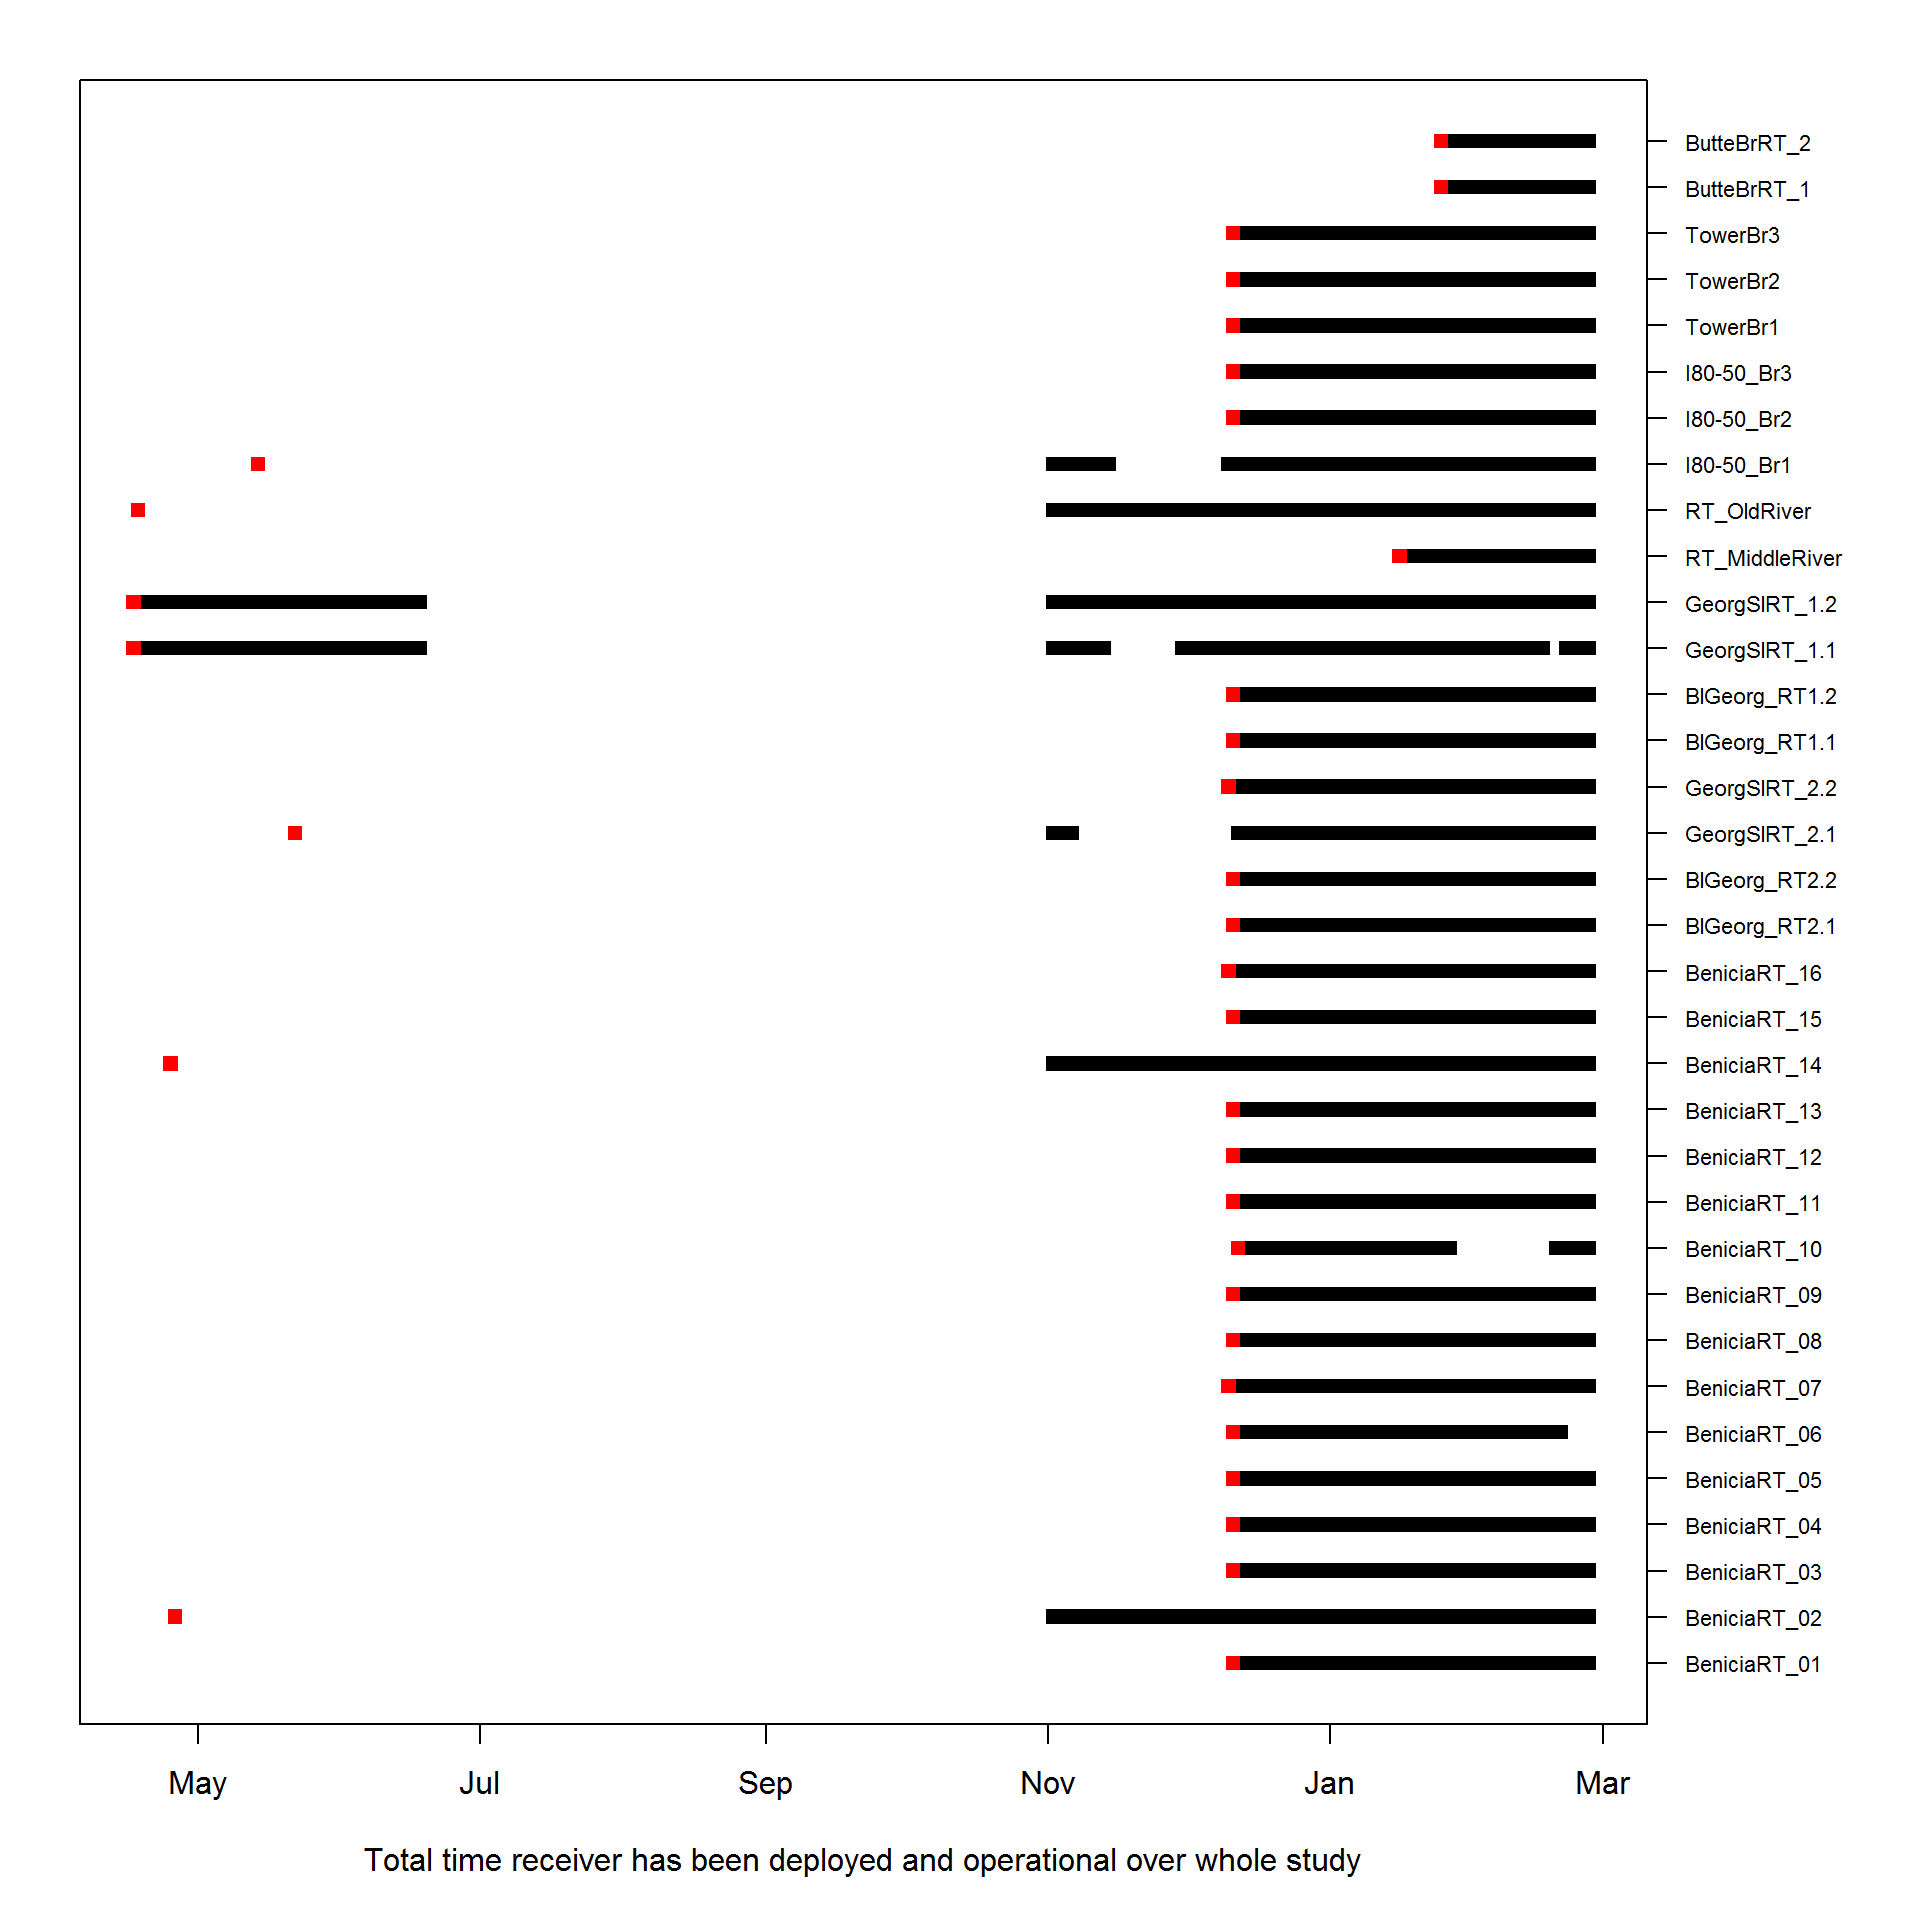 ButteBrRT_2
ButteBrRT_1
TowerBr3
TowerBr2
TowerBr1
I80-50_Br3
I80-50_Br2
I80-50_Br1
RT_OldRiver
RT_MiddleRiver
GeorgSlRT_1.2
GeorgSlRT_1.1
BlGeorg_RT1.2
BlGeorg_RT1.1
GeorgSlRT_2.2
GeorgSlRT_2.1
BlGeorg_RT2.2
BlGeorg_RT2.1
BeniciaRT_16
BeniciaRT_15
BeniciaRT_14
BeniciaRT_13
BeniciaRT_12
BeniciaRT_11
BeniciaRT_10
BeniciaRT_09
BeniciaRT_08
BeniciaRT_07
BeniciaRT_06
BeniciaRT_05
BeniciaRT_04
BeniciaRT_03
BeniciaRT_02
BeniciaRT_01
May Jul Sep Nov Jan Mar
Total time receiver has been deployed and operational over whole study